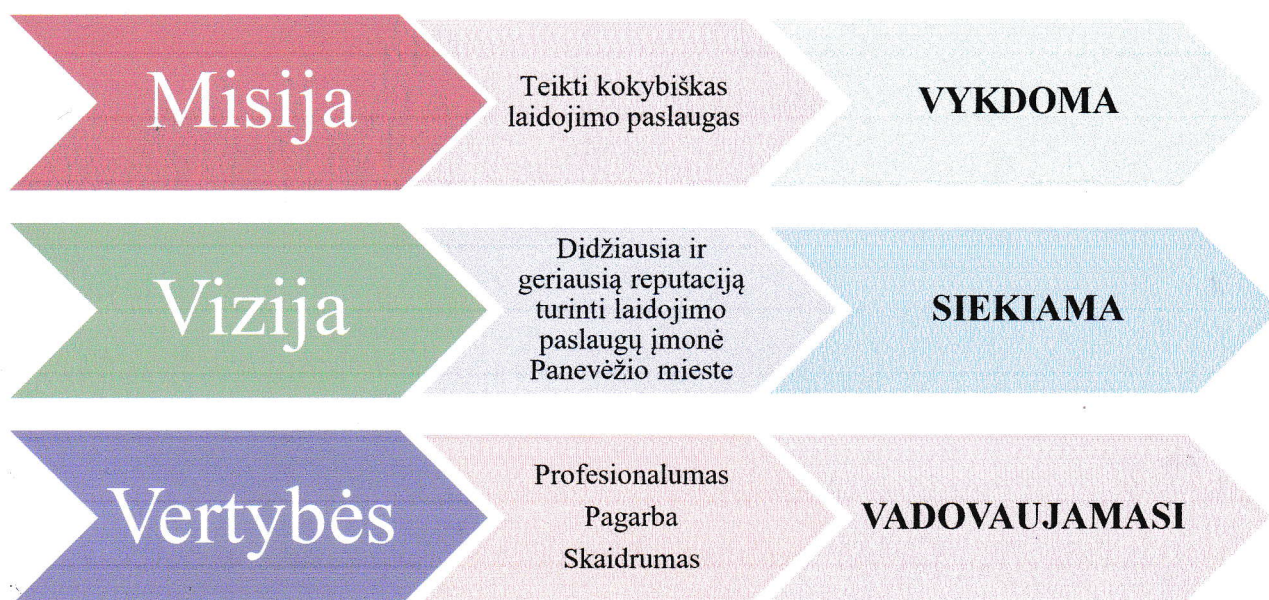 Misija
Teikti kokybiškas
laidojimo paslaugas
VYKDOMA
Vizija
Didžiausia ir
geriausią reputaciją
turinti laidojimo
paslaugų įmonė
Panevėžio mieste
SIEKIAMA
Vertybės
Profesionalumas
Pagarba
Skaidrumas
VADOVAUJAMASI